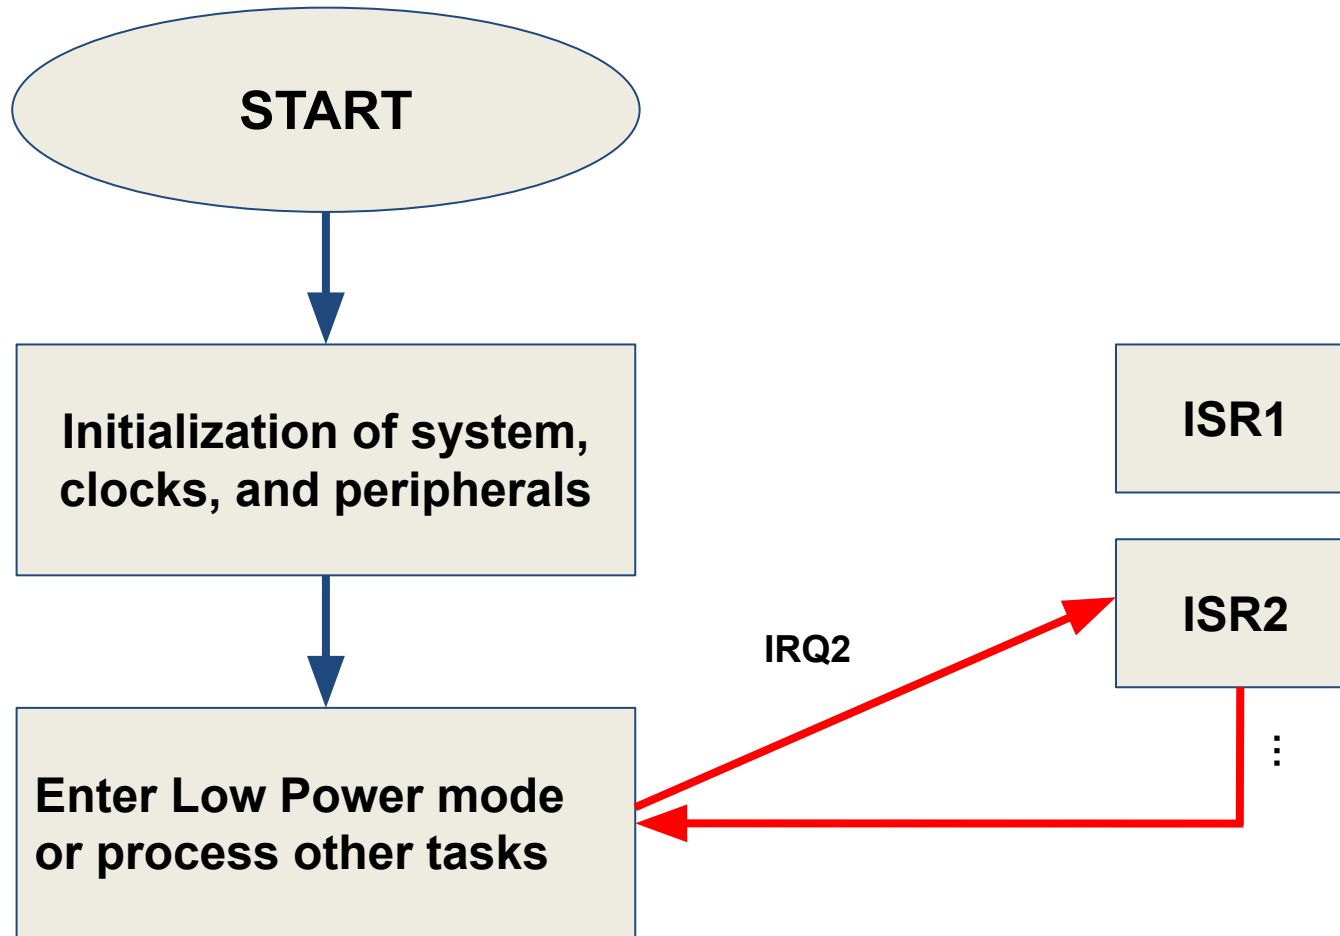 START
Initialization of system,
clocks, and peripherals
ISR1
ISR2
IRQ2
...
Enter Low Power mode
or process other tasks